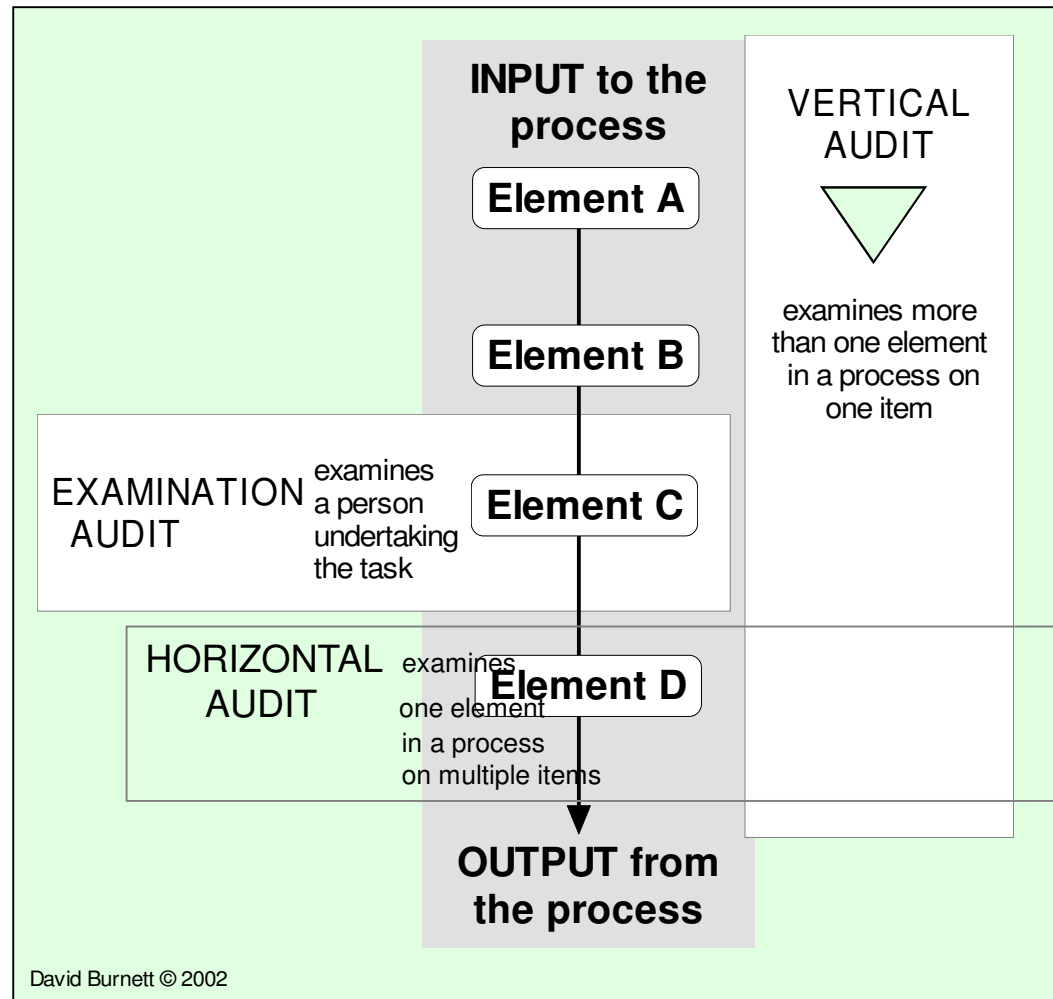 INPUT to the
process
VERTICAL
AUDIT
Element A
examines more
than one element
in a process on
one item
Element B
EXAMINATION
AUDIT
examines
a person
undertaking
the task
Element C
HORIZONTAL
AUDIT
examines
one element
in a process
on multiple items
Element D
OUTPUT from
the process
David Burnett © 2002